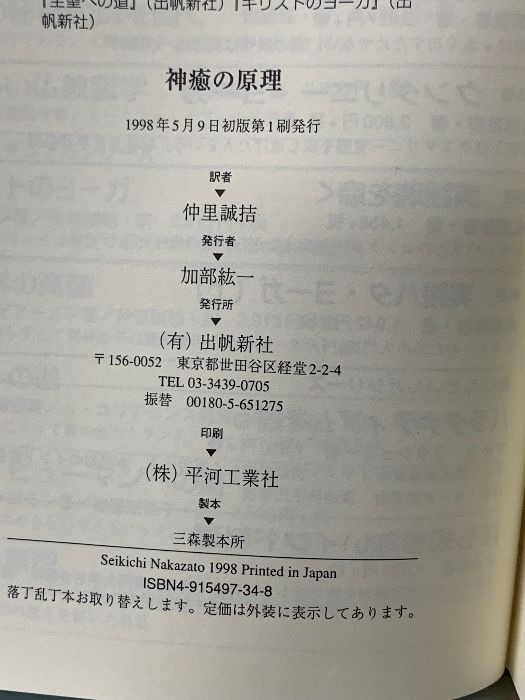 『至聖への道』（出帆新社）『キリストのヨーガ』（出
帆新社）
神癒の原理
1998年5月9日初版第1刷発行
訳者
▼
仲里誠桔
発行者
▼
加部紘一
発行所
▼
（有）出帆新社
〒156-0052 東京都世田谷区経堂2-2-4
TEL 03-3439-0705
振替 00180-5-651275
印刷
▼
（株）平河工業社
製本
▼
三森製本所
Seikichi Nakazato 1998 Printed in Japan
ISBN4-915497-34-8
落丁乱丁本お取り替えします。定価は外装に表示してあります。